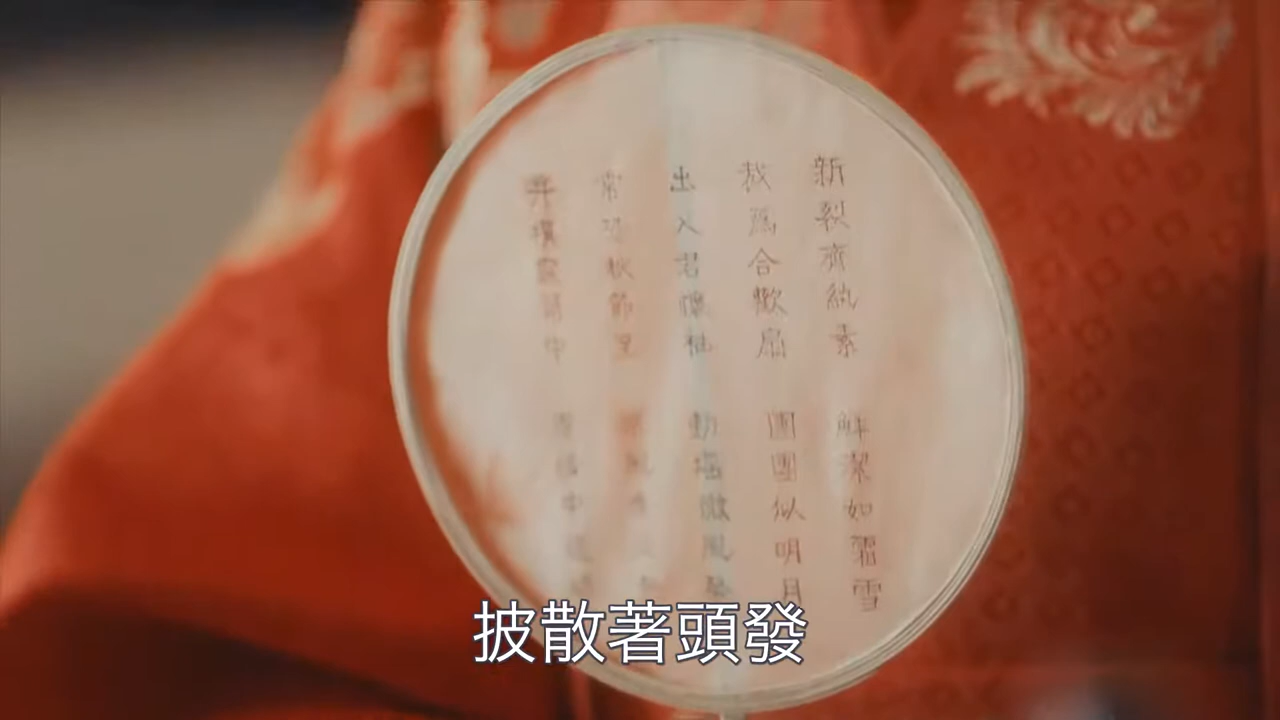 新裂齊紈素 鮮潔如霜雪
裁爲合歡扇 團團似明月
出入君懷袖 動搖微風發
常恐秋節至
棄捐篋笥中
披散著頭發